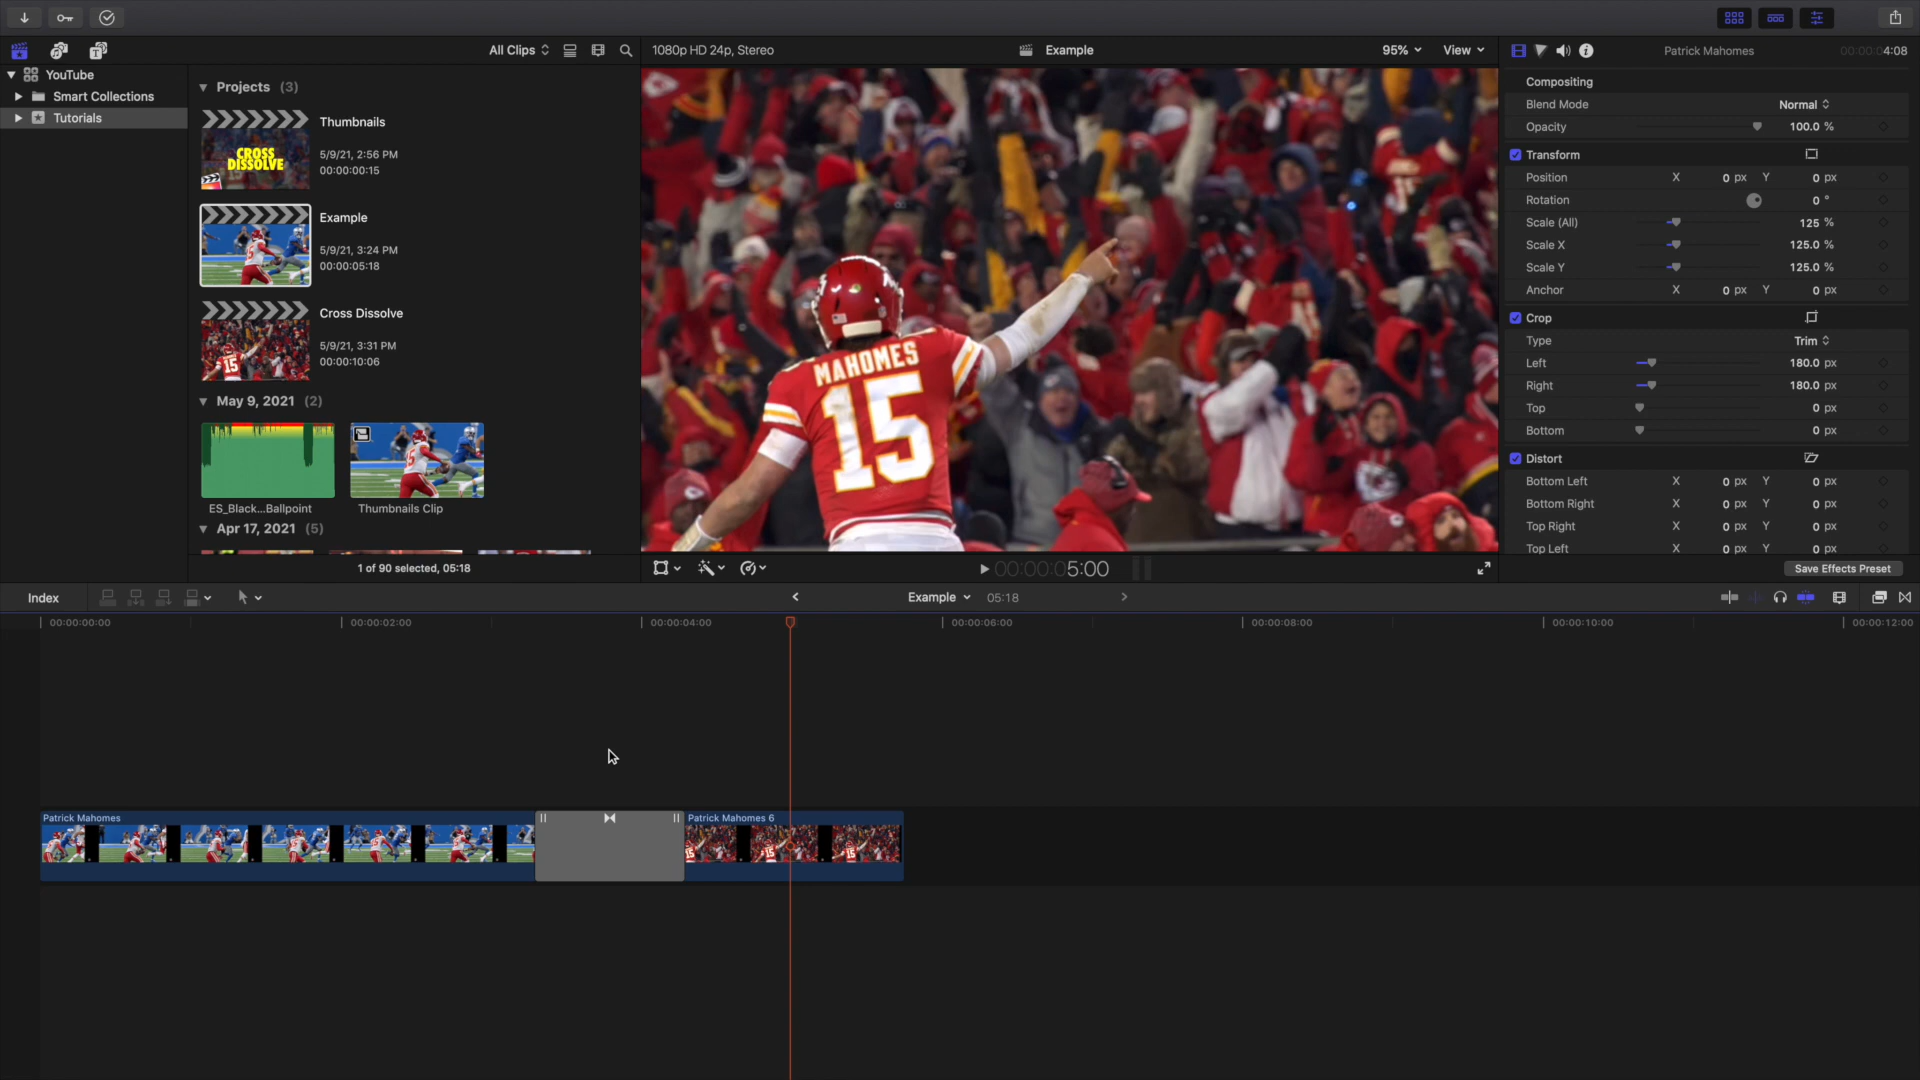 All Clips
1080p HD 24p, Stereo
Example
95%
View
Patrick Mahomes
00:00:04:08
YouTube
Smart Collections
Tutorials
Projects (3)
Thumbnails
5/9/21, 2:56 PM
00:00:00:15
CROSS
DISSOLVE
Example
5/9/21, 3:24 PM
00:00:05:18
Cross Dissolve
5/9/21, 3:31 PM
00:00:10:06
May 9, 2021 (2)
ES_Black...Ballpoint
Thumbnails Clip
Apr 17, 2021 (5)
1 of 90 selected, 05:18
MAHOMES
15
00:00:05:00
Compositing
Blend Mode Normal
Opacity 100.0 %
Transform
Position X 0 px Y 0 px
Rotation 0 °
Scale (All) 125 %
Scale X 125.0 %
Scale Y 125.0 %
Anchor X 0 px Y 0 px
Crop
Type Trim
Left 180.0 px
Right 180.0 px
Top 0 px
Bottom 0 px
Distort
Bottom Left X 0 px Y 0 px
Bottom Right X 0 px Y 0 px
Top Right X 0 px Y 0 px
Top Left X 0 px Y 0 px
Save Effects Preset
Index
Example
05:18
00:00:00:00
00:00:02:00
00:00:04:00
00:00:06:00
00:00:08:00
00:00:10:00
00:00:12:00
Patrick Mahomes
Patrick Mahomes 6